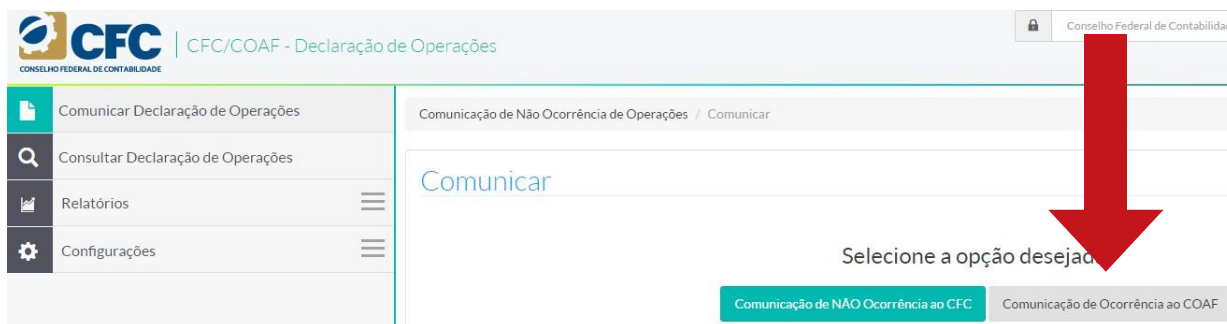 CFC
CONSELHO FEDERAL DE CONTABILIDADE
CFC/COAF - Declaração de Operações
Conselho Federal de Contabilidad
Comunicar Declaração de Operações
Consultar Declaração de Operações
Relatórios
Configurações
Comunicação de Não Ocorrência de Operações / Comunicar
Comunicar
Selecione a opção desejad
Comunicação de NÃO Ocorrência ao CFC
Comunicação de Ocorrência ao COAF